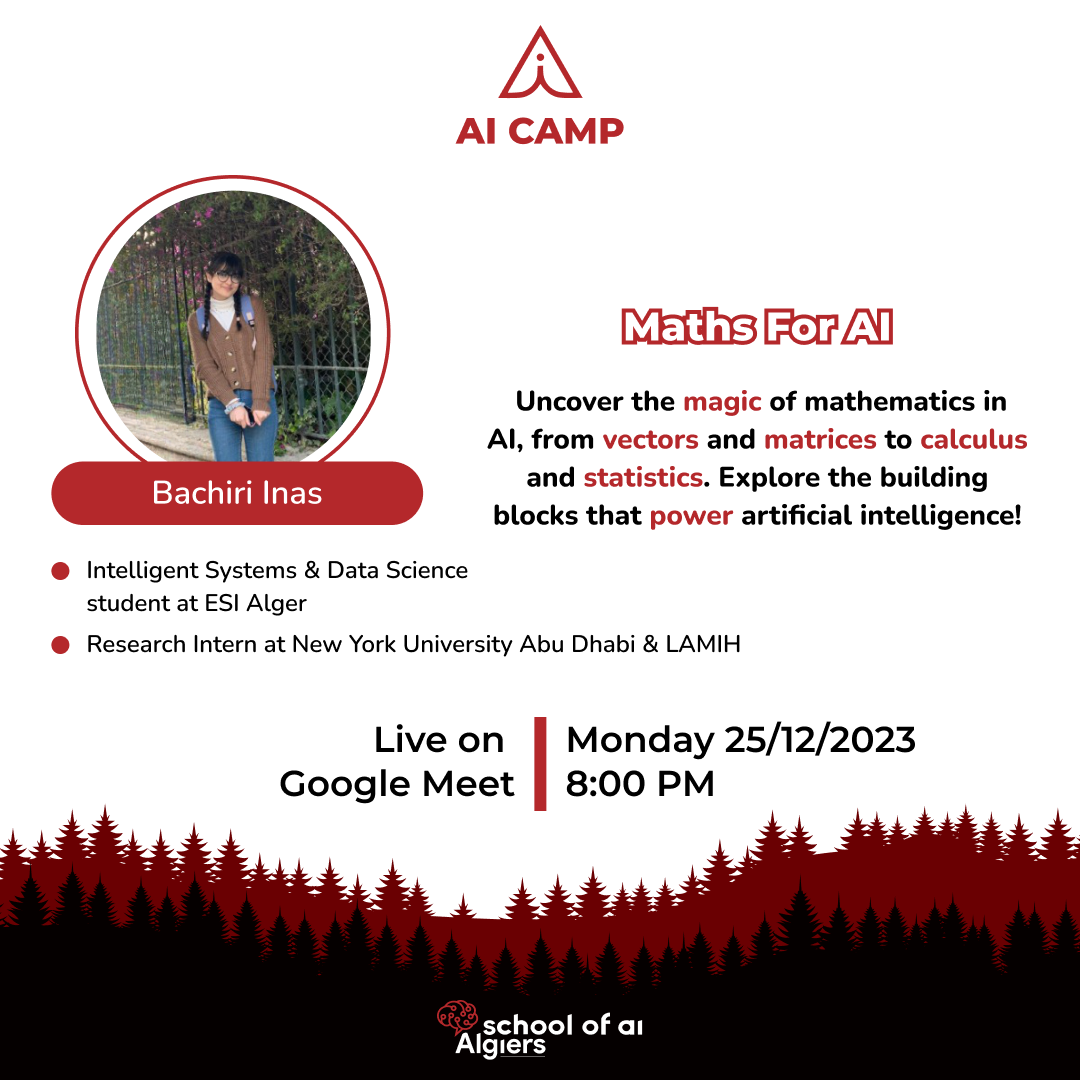 AI CAMP
Maths For AI
Uncover the magic of mathematics in
AI, from vectors and matrices to calculus
and statistics. Explore the building
blocks that power artificial intelligence!
Bachiri Inas
Intelligent Systems & Data Science
student at ESI Alger
Research Intern at New York University Abu Dhabi & LAMIH
Live on
Google Meet
Monday 25/12/2023
8:00 PM
school of ai
Algiers